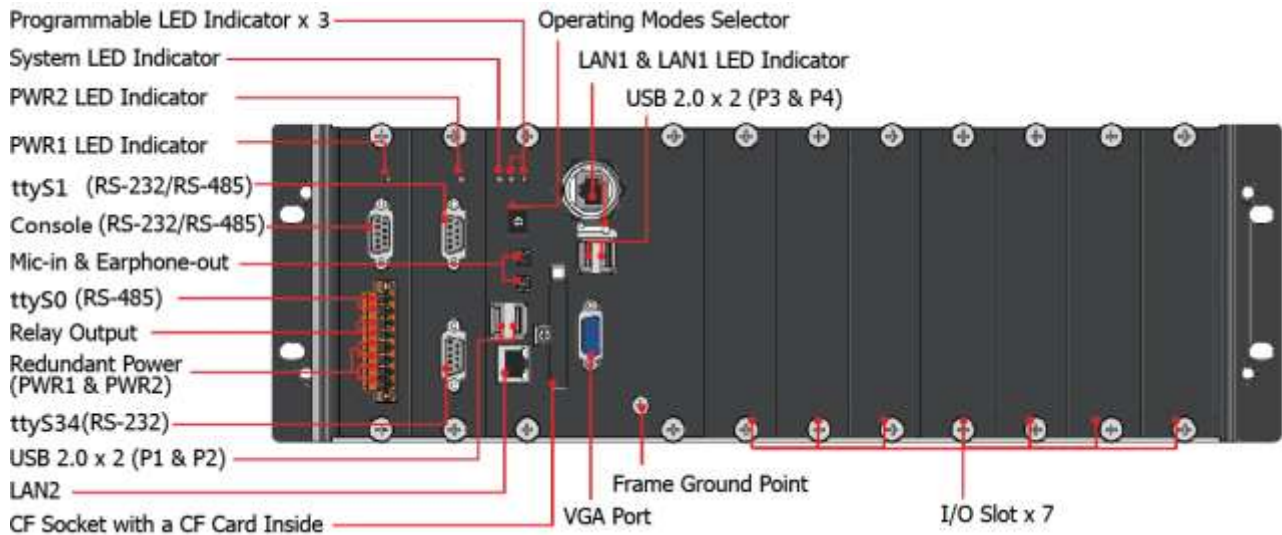 Programmable LED Indicator x 3
Operating Modes Selector
System LED Indicator
LAN1 & LAN1 LED Indicator
PWR2 LED Indicator
USB 2.0 x 2 (P3 & P4)
PWR1 LED Indicator
ttyS1 (RS-232/RS-485)
Console (RS-232/RS-485)
Mic-in & Earphone-out
ttyS0 (RS-485)
Relay Output
Redundant Power
(PWR1 & PWR2)
ttyS34(RS-232)
USB 2.0 x 2 (P1 & P2)
LAN2
CF Socket with a CF Card Inside
VGA Port
Frame Ground Point
I/O Slot x 7